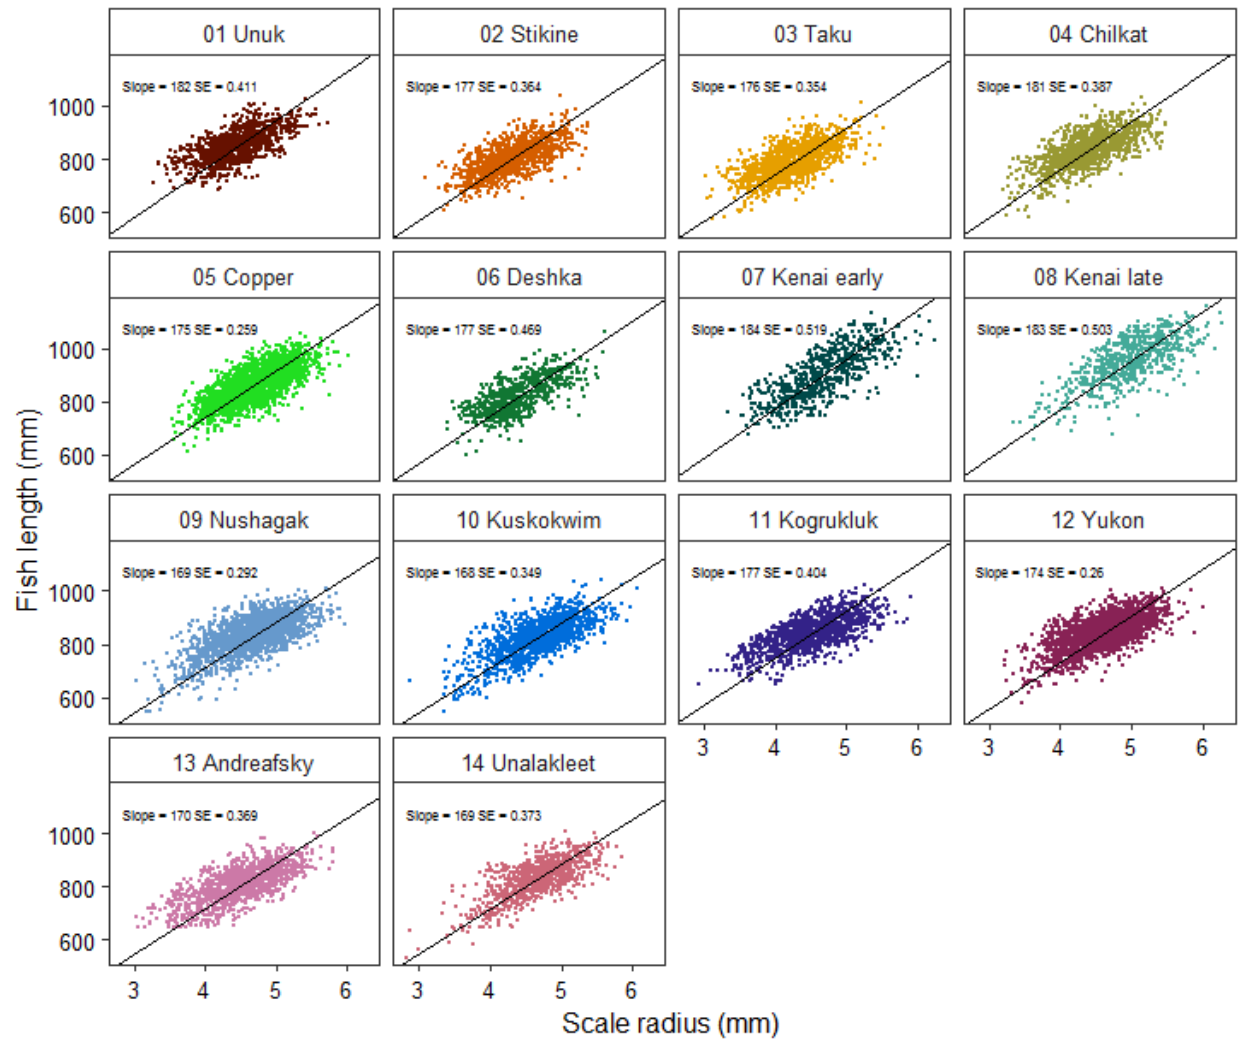 01 Unuk
02 Stikine
03 Taku
04 Chilkat
Slope = 182 SE = 0.411
Slope = 177 SE = 0.364
Slope = 176 SE = 0.354
Slope = 181 SE = 0.387
1000
800
600
05 Copper
06 Deshka
07 Kenai early
08 Kenai late
Slope = 175 SE = 0.259
Slope = 177 SE = 0.469
Slope = 184 SE = 0.519
Slope = 183 SE = 0.503
1000
800
600
Fish length (mm)
09 Nushagak
10 Kuskokwim
11 Kogrukluk
12 Yukon
Slope = 169 SE = 0.292
Slope = 168 SE = 0.349
Slope = 177 SE = 0.404
Slope = 174 SE = 0.26
1000
800
600
3 4 5 6
3 4 5 6
13 Andreafsky
14 Unalakleet
Slope = 170 SE = 0.369
Slope = 169 SE = 0.373
1000
800
600
3 4 5 6
3 4 5 6
Scale radius (mm)